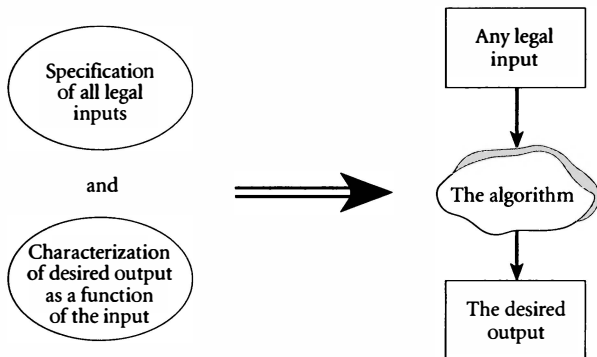 Specification
of all legal
inputs
and
Characterization
of desired output
as a function
of the input
Any legal
input
The algorithm
The desired
output